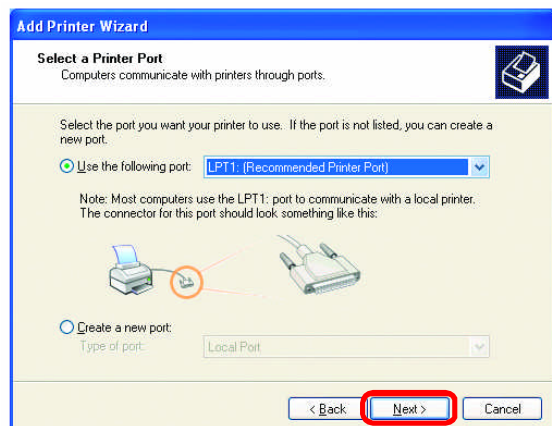 Add Printer Wizard
Select a Printer Port
Computers communicate with printers through ports.
Select the port you want your printer to use. If the port is not listed, you can create a
new port.
Use the following port: LPT1: (Recommended Printer Port)
Note: Most computers use the LPT1: port to communicate with a local printer.
The connector for this port should look something like this:
Create a new port:
Type of port: Local Port
< Back Next > Cancel